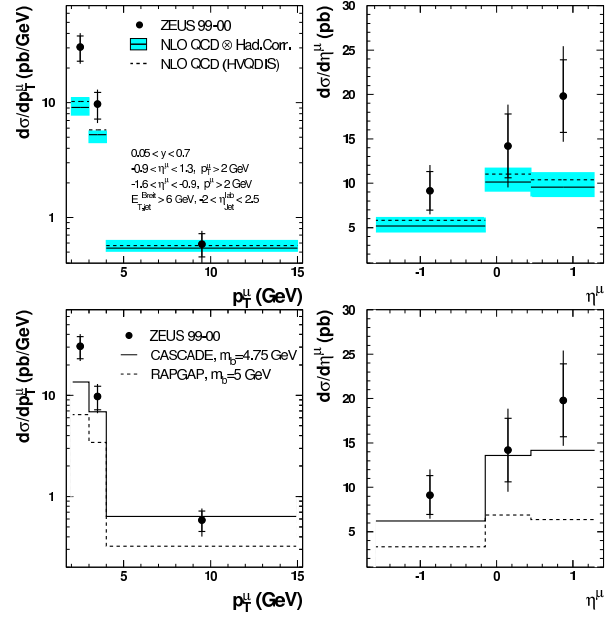 dσ/dp_T^μ (pb/GeV)
10
1
ZEUS 99-00
NLO QCD ⊗ Had.Corr.
NLO QCD (HVQDIS)
0.05 < y < 0.7
-0.9 < η^μ < 1.3, p_T^μ > 2 GeV
-1.6 < η^μ < -0.9, p^μ > 2 GeV
E_T,Jet^Breit > 6 GeV, -2 < η_Jet^lab < 2.5
5 10 15
p_T^μ (GeV)
dσ/dη^μ (pb)
30
25
20
15
10
5
-1 0 1
η^μ
dσ/dp_T^μ (pb/GeV)
10
1
ZEUS 99-00
CASCADE, m_b=4.75 GeV
RAPGAP, m_b=5 GeV
5 10 15
p_T^μ (GeV)
dσ/dη^μ (pb)
30
25
20
15
10
5
-1 0 1
η^μ